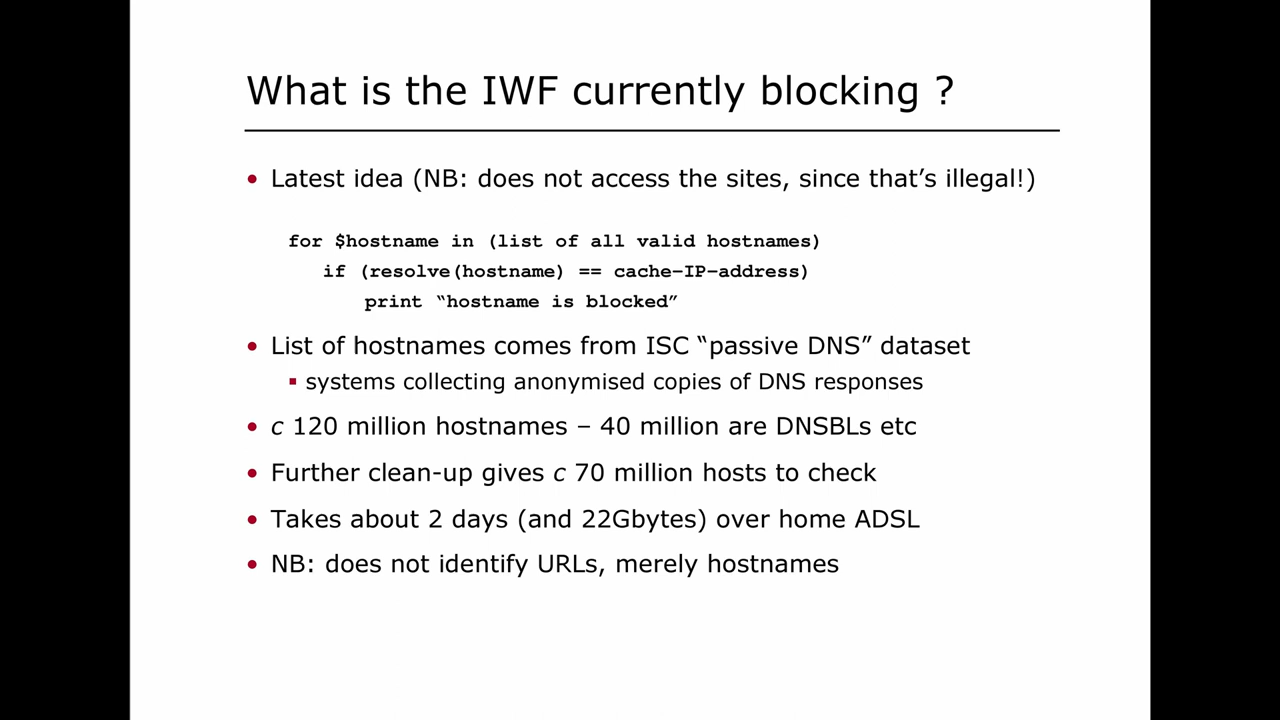 What is the IWF currently blocking ?
• Latest idea (NB: does not access the sites, since that’s illegal!)
for $hostname in (list of all valid hostnames)
if (resolve(hostname) == cache–IP–address)
print “hostname is blocked”
• List of hostnames comes from ISC “passive DNS” dataset
▪ systems collecting anonymised copies of DNS responses
• c 120 million hostnames – 40 million are DNSBLs etc
• Further clean-up gives c 70 million hosts to check
• Takes about 2 days (and 22Gbytes) over home ADSL
• NB: does not identify URLs, merely hostnames